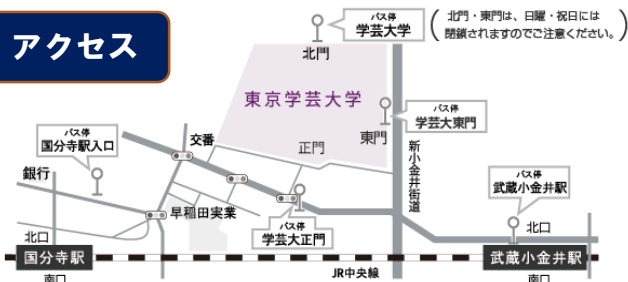 アクセス
バス停
学芸大学
北門・東門は、日曜・祝日には
閉鎖されますのでご注意ください。
北門
東京学芸大学
バス停
学芸大東門
東門
正門
新小金井街道
交番
バス停
国分寺駅入口
銀行
早稲田実業
バス停
学芸大正門
バス停
武蔵小金井駅
北口
国分寺駅
南口
JR中央線
北口
武蔵小金井駅
南口